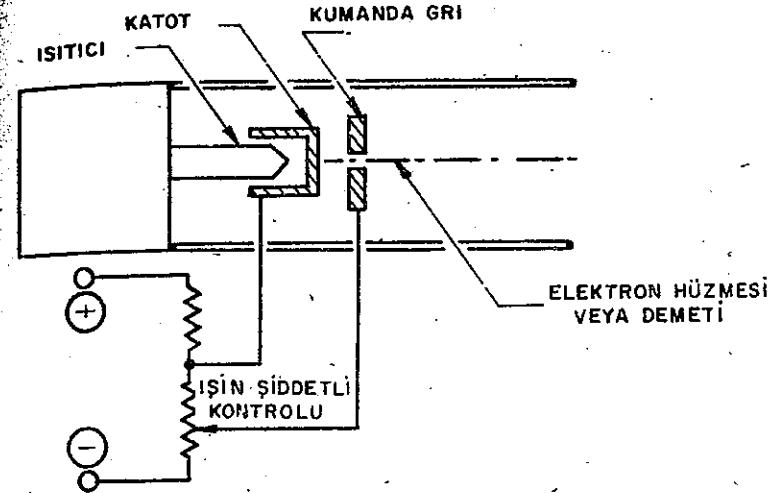 KUMANDA GRI
KATOT
ISITICI
ELEKTRON HÜZMESİ
VEYA DEMETİ
+
IŞIN ŞİDDETLİ
KONTROLU
−